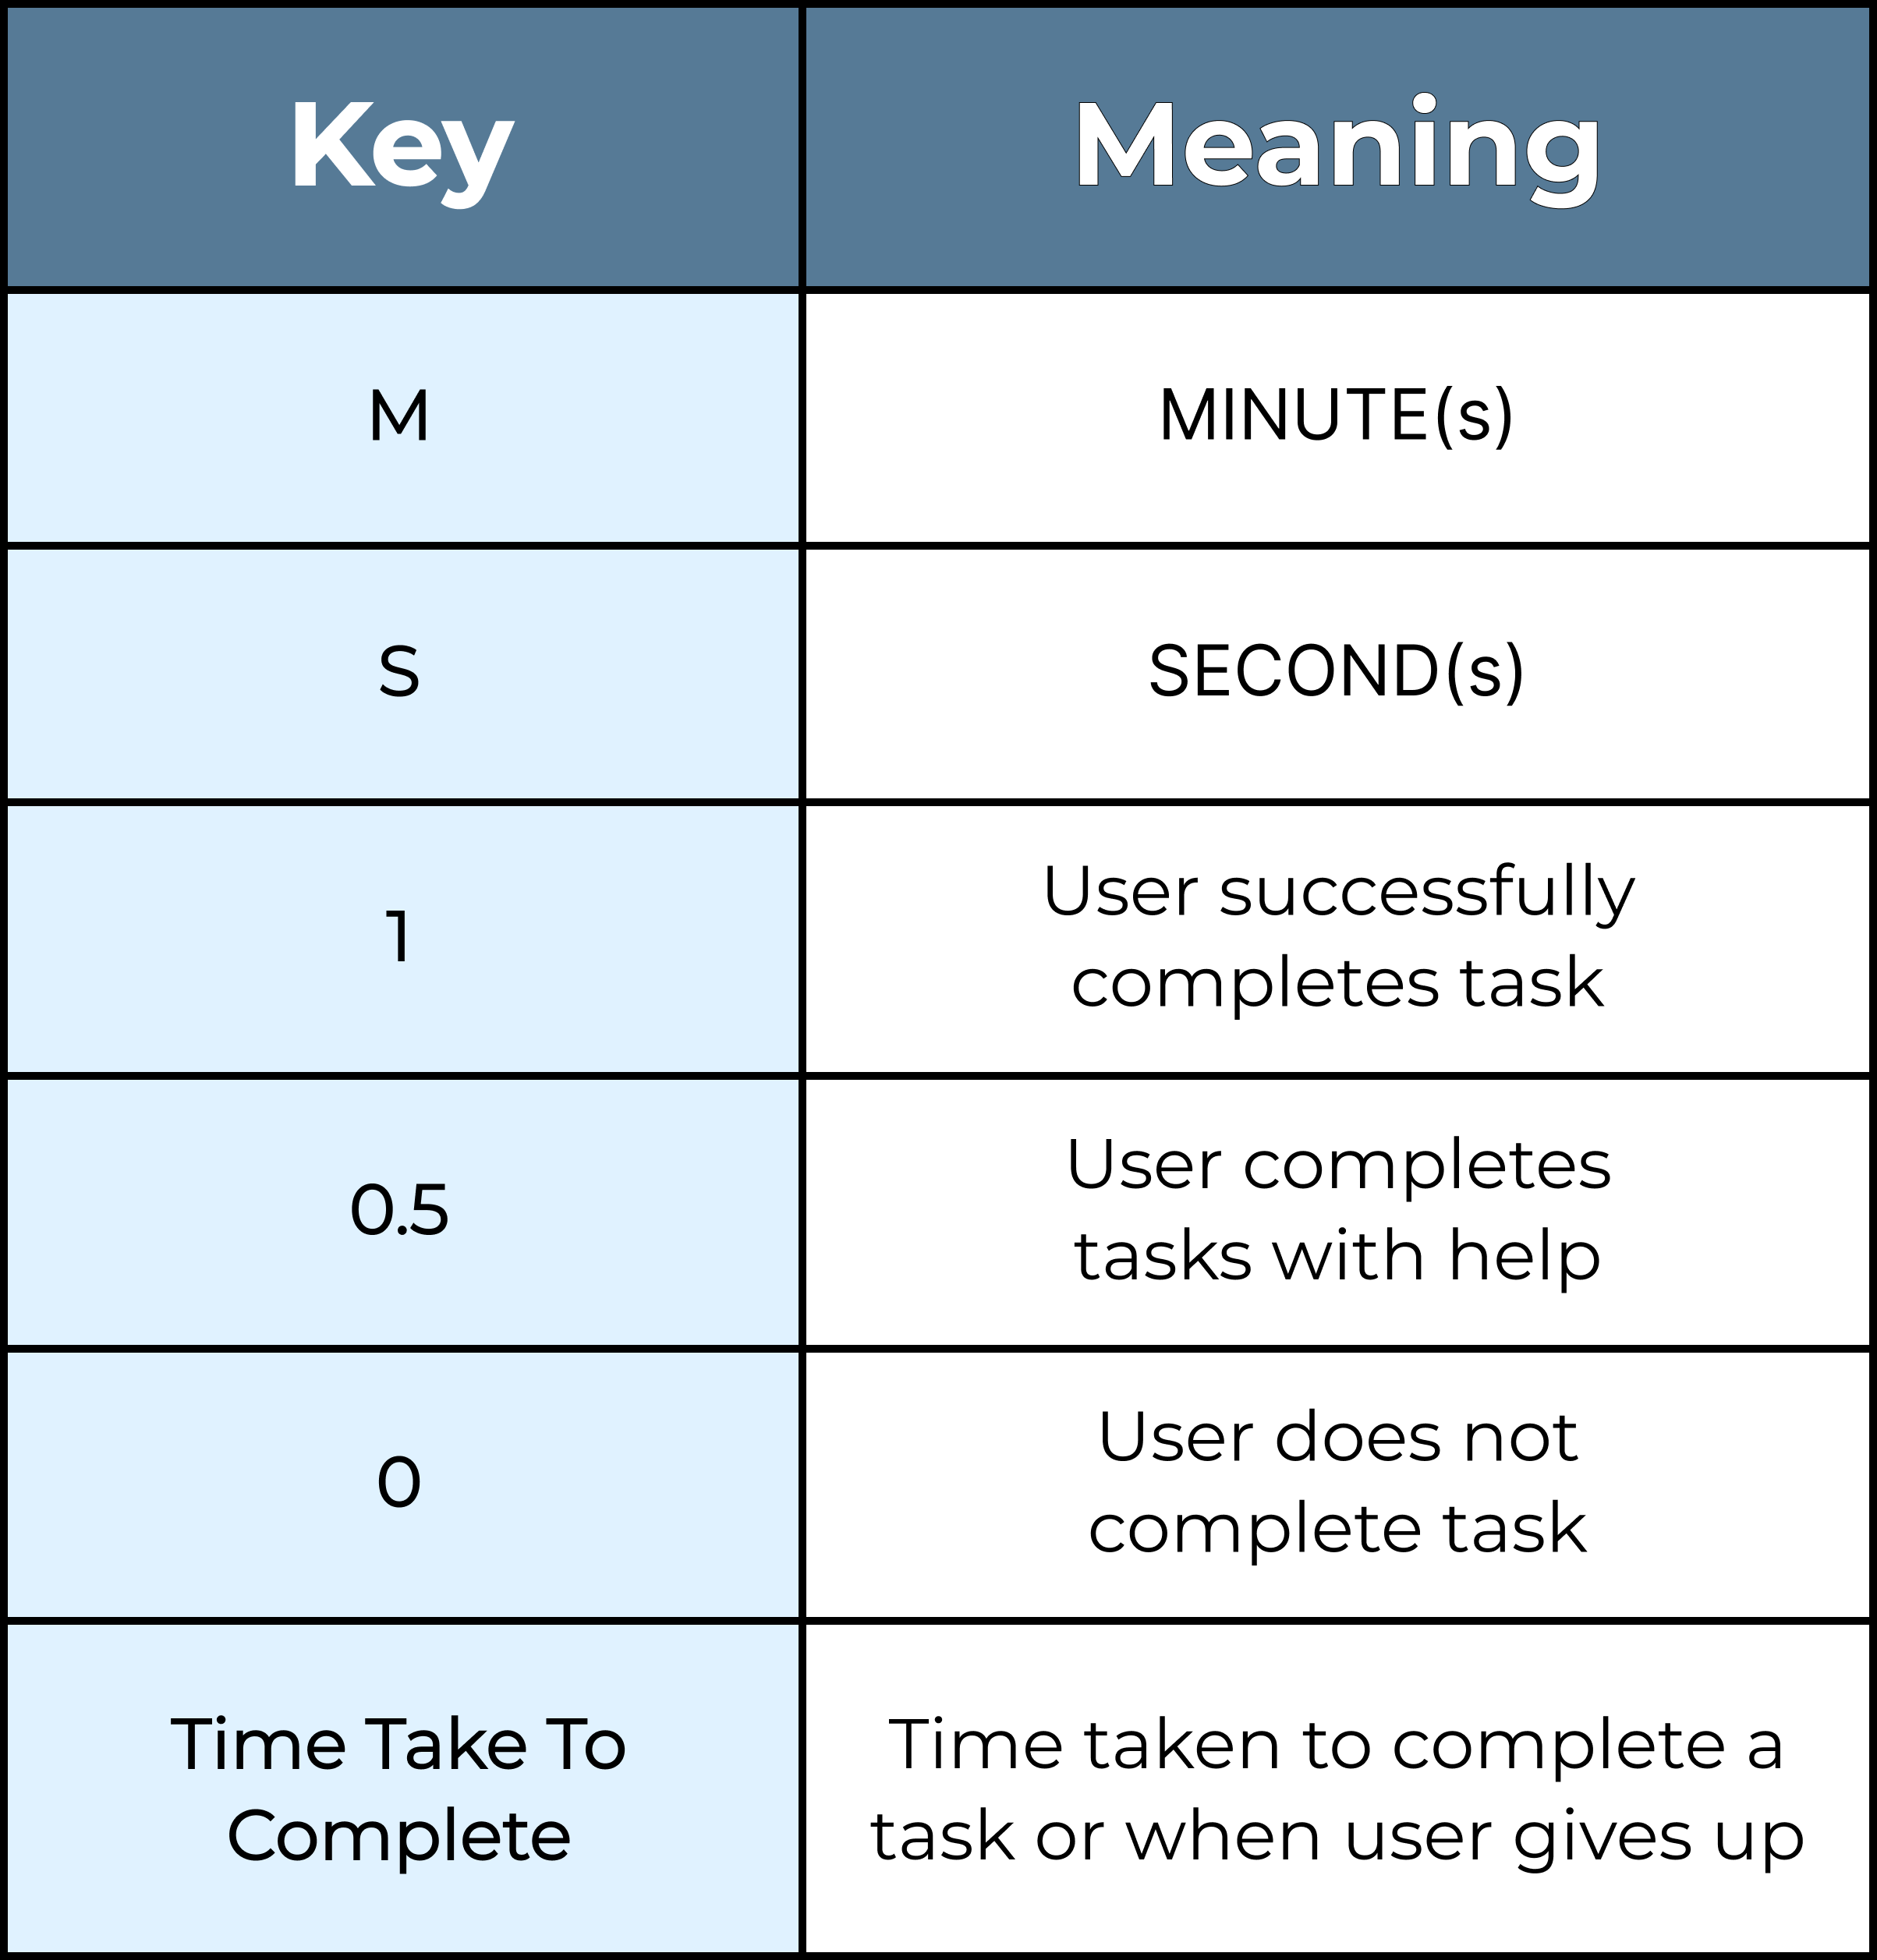 Key Meaning
M MINUTE(s)
S SECOND(s)
1 User successfully
completes task
0.5 User completes
tasks with help
0 User does not
complete task
Time Take To
Complete
Time taken to complete a
task or when user gives up